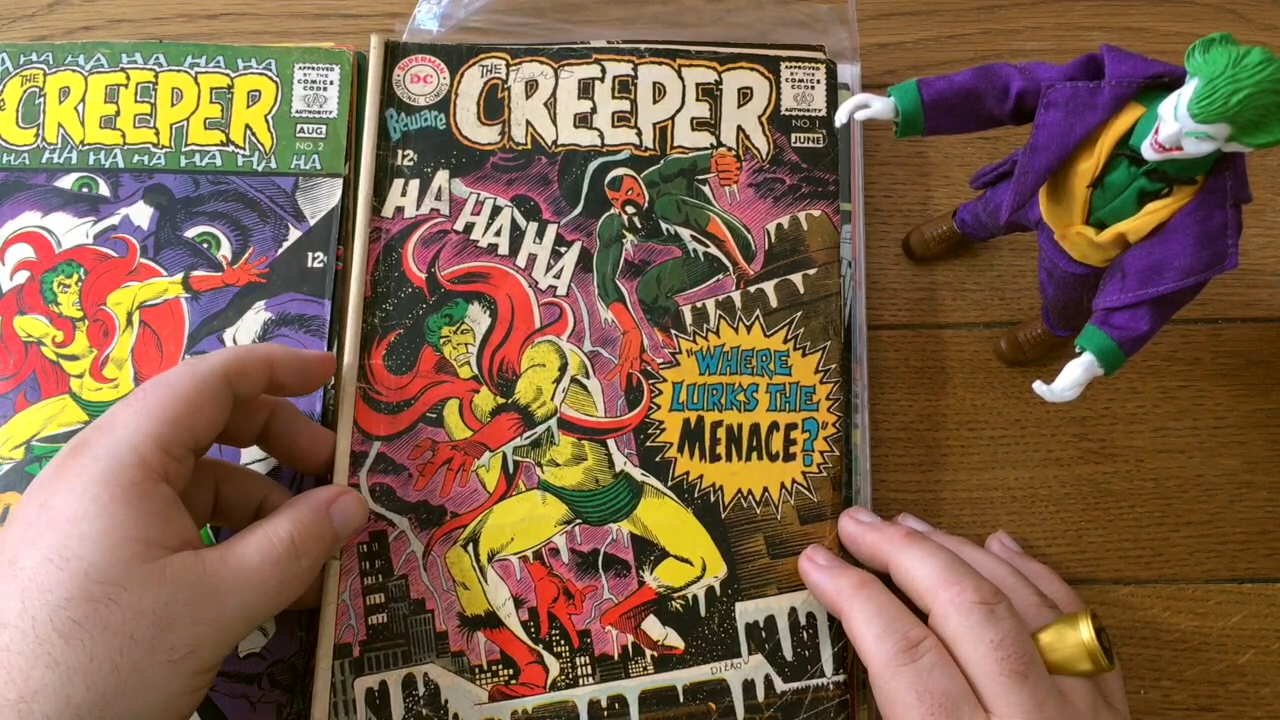 HA HA HA HA HA HA
THE
CREEPER
HA HA HA HA HA HA HA HA
APPROVED
BY THE
COMICS
CODE
AUTHORITY
AUG.
NO. 2
12¢
SUPERMAN
DC
NATIONAL COMICS
Beware
THE
CREEPER
APPROVED
BY THE
COMICS
CODE
AUTHORITY
NO. 1
JUNE
12¢
HA
HA HA
"WHERE
LURKS THE
MENACE?"
Ditko